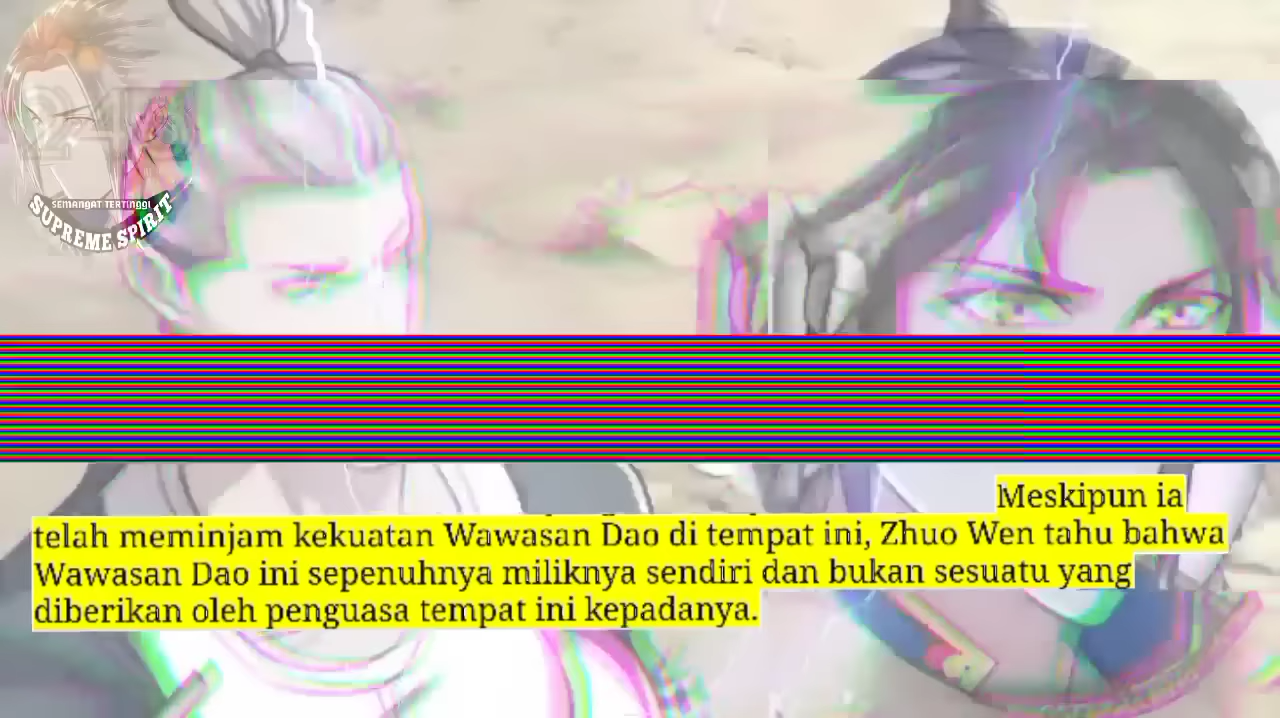 SEMANGAT TERTINGGI
SUPREME SPIRIT
Meskipun ia
telah meminjam kekuatan Wawasan Dao di tempat ini, Zhuo Wen tahu bahwa
Wawasan Dao ini sepenuhnya miliknya sendiri dan bukan sesuatu yang
diberikan oleh penguasa tempat ini kepadanya.